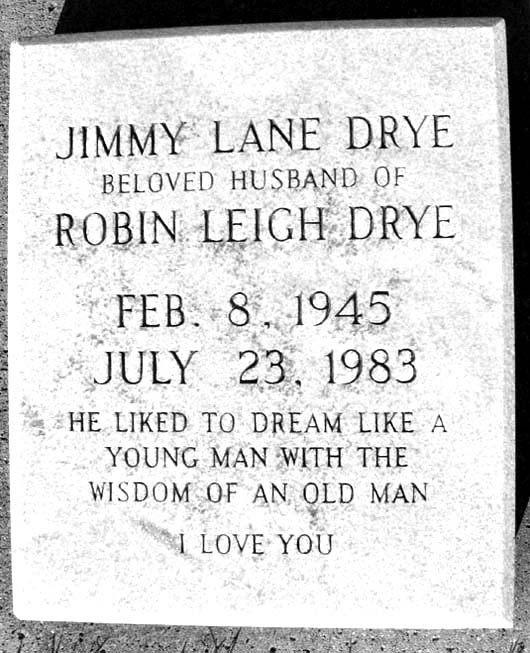 JIMMY LANE DRYE
BELOVED HUSBAND OF
ROBIN LEIGH DRYE
FEB. 8, 1945
JULY 23, 1983
HE LIKED TO DREAM LIKE A
YOUNG MAN WITH THE
WISDOM OF AN OLD MAN
I LOVE YOU